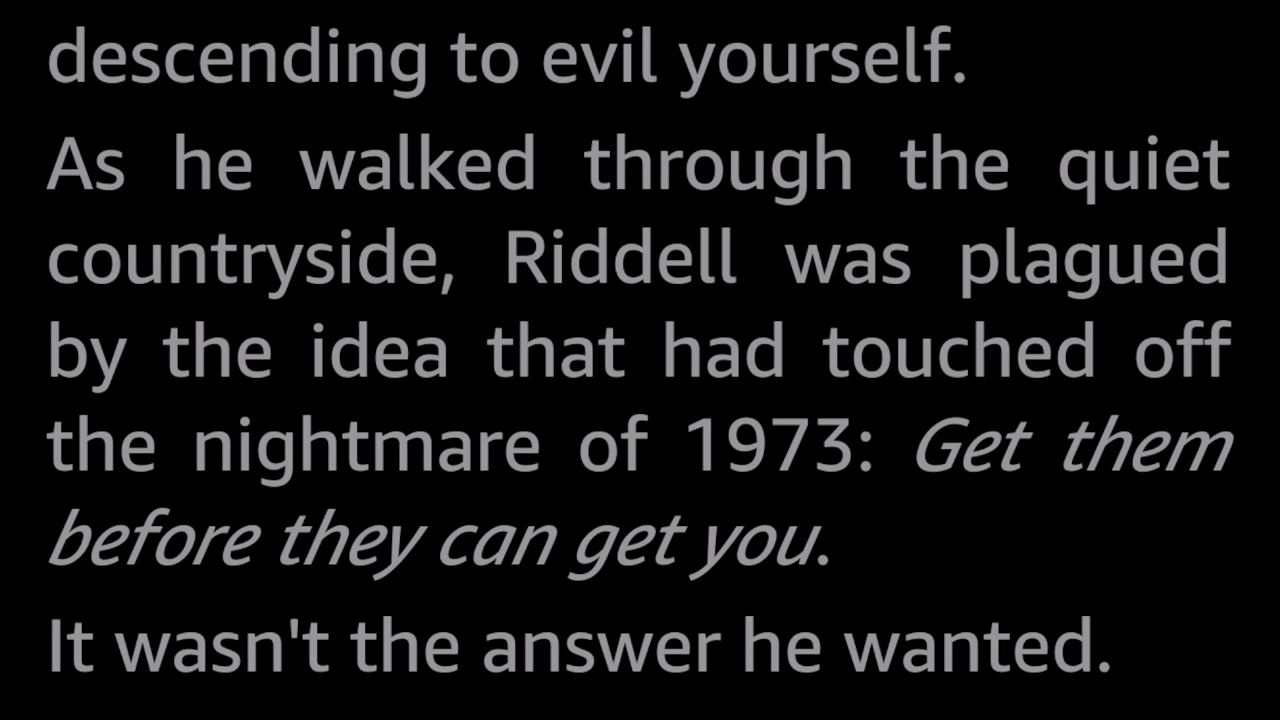 descending to evil yourself.
As he walked through the quiet
countryside, Riddell was plagued
by the idea that had touched off
the nightmare of 1973: Get them
before they can get you.
It wasn't the answer he wanted.